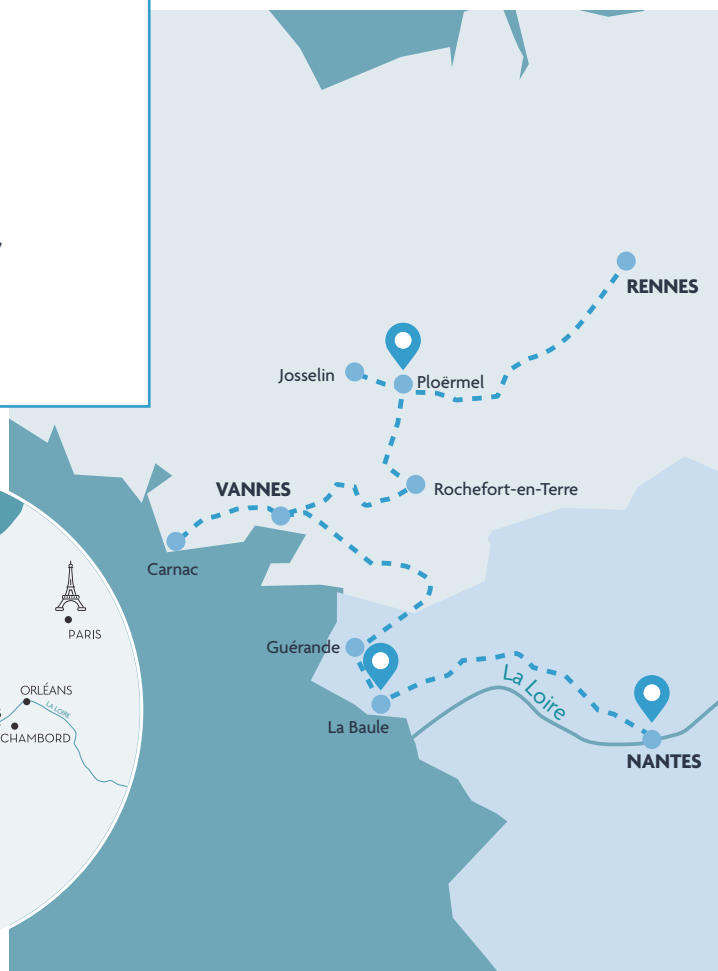 RENNES
Josselin
Ploërmel
VANNES
Rochefort-en-Terre
Carnac
PARIS
Guérande
ORLÉANS
LA LOIRE
CHAMBORD
La Loire
La Baule
NANTES